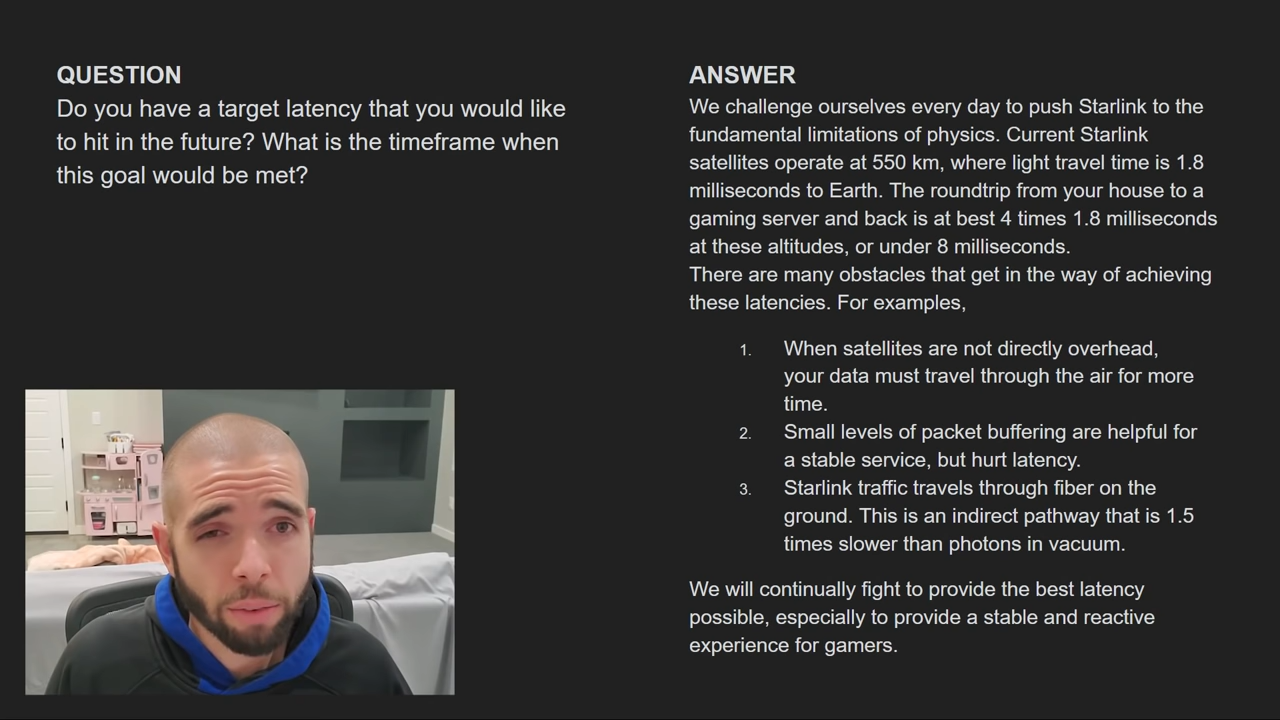 QUESTION
Do you have a target latency that you would like
to hit in the future? What is the timeframe when
this goal would be met?
ANSWER
We challenge ourselves every day to push Starlink to the
fundamental limitations of physics. Current Starlink
satellites operate at 550 km, where light travel time is 1.8
milliseconds to Earth. The roundtrip from your house to a
gaming server and back is at best 4 times 1.8 milliseconds
at these altitudes, or under 8 milliseconds.
There are many obstacles that get in the way of achieving
these latencies. For examples,
1. When satellites are not directly overhead,
your data must travel through the air for more
time.
2. Small levels of packet buffering are helpful for
a stable service, but hurt latency.
3. Starlink traffic travels through fiber on the
ground. This is an indirect pathway that is 1.5
times slower than photons in vacuum.
We will continually fight to provide the best latency
possible, especially to provide a stable and reactive
experience for gamers.